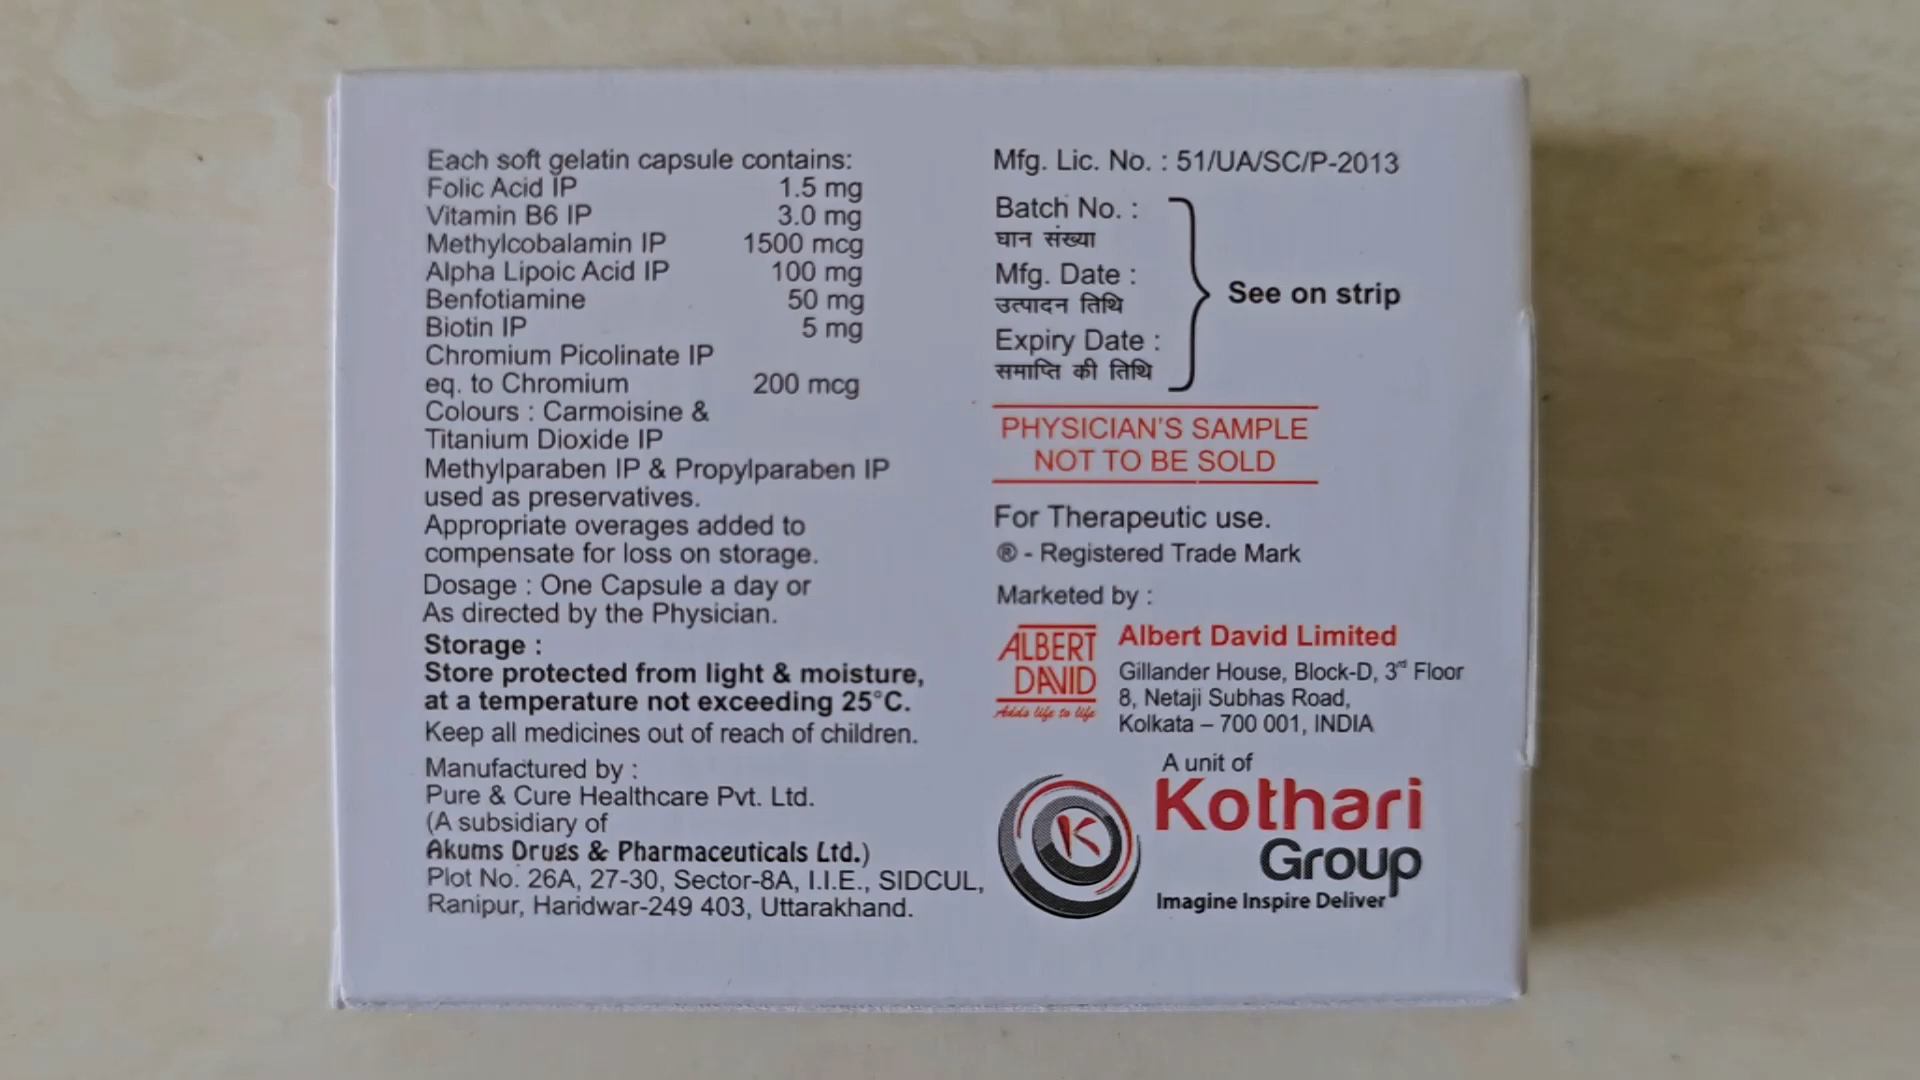 Each soft gelatin capsule contains:
Folic Acid IP 1.5 mg
Vitamin B6 IP 3.0 mg
Methylcobalamin IP 1500 mcg
Alpha Lipoic Acid IP 100 mg
Benfotiamine 50 mg
Biotin IP 5 mg
Chromium Picolinate IP
eq. to Chromium 200 mcg
Colours : Carmoisine &
Titanium Dioxide IP
Methylparaben IP & Propylparaben IP
used as preservatives.
Appropriate overages added to
compensate for loss on storage.
Dosage : One Capsule a day or
As directed by the Physician.
Storage :
Store protected from light & moisture,
at a temperature not exceeding 25°C.
Keep all medicines out of reach of children.
Manufactured by :
Pure & Cure Healthcare Pvt. Ltd.
(A subsidiary of
Akums Drugs & Pharmaceuticals Ltd.)
Plot No. 26A, 27-30, Sector-8A, I.I.E., SIDCUL,
Ranipur, Haridwar-249 403, Uttarakhand.
Mfg. Lic. No. : 51/UA/SC/P-2013
Batch No. :
घान संख्या
Mfg. Date :
उत्पादन तिथि
Expiry Date :
समाप्ति की तिथि
See on strip
PHYSICIAN'S SAMPLE
NOT TO BE SOLD
For Therapeutic use.
® - Registered Trade Mark
Marketed by :
ALBERT
DAVID
Adds life to life
Albert David Limited
Gillander House, Block-D, 3rd Floor
8, Netaji Subhas Road,
Kolkata – 700 001, INDIA
A unit of
K
Kothari
Group
Imagine Inspire Deliver